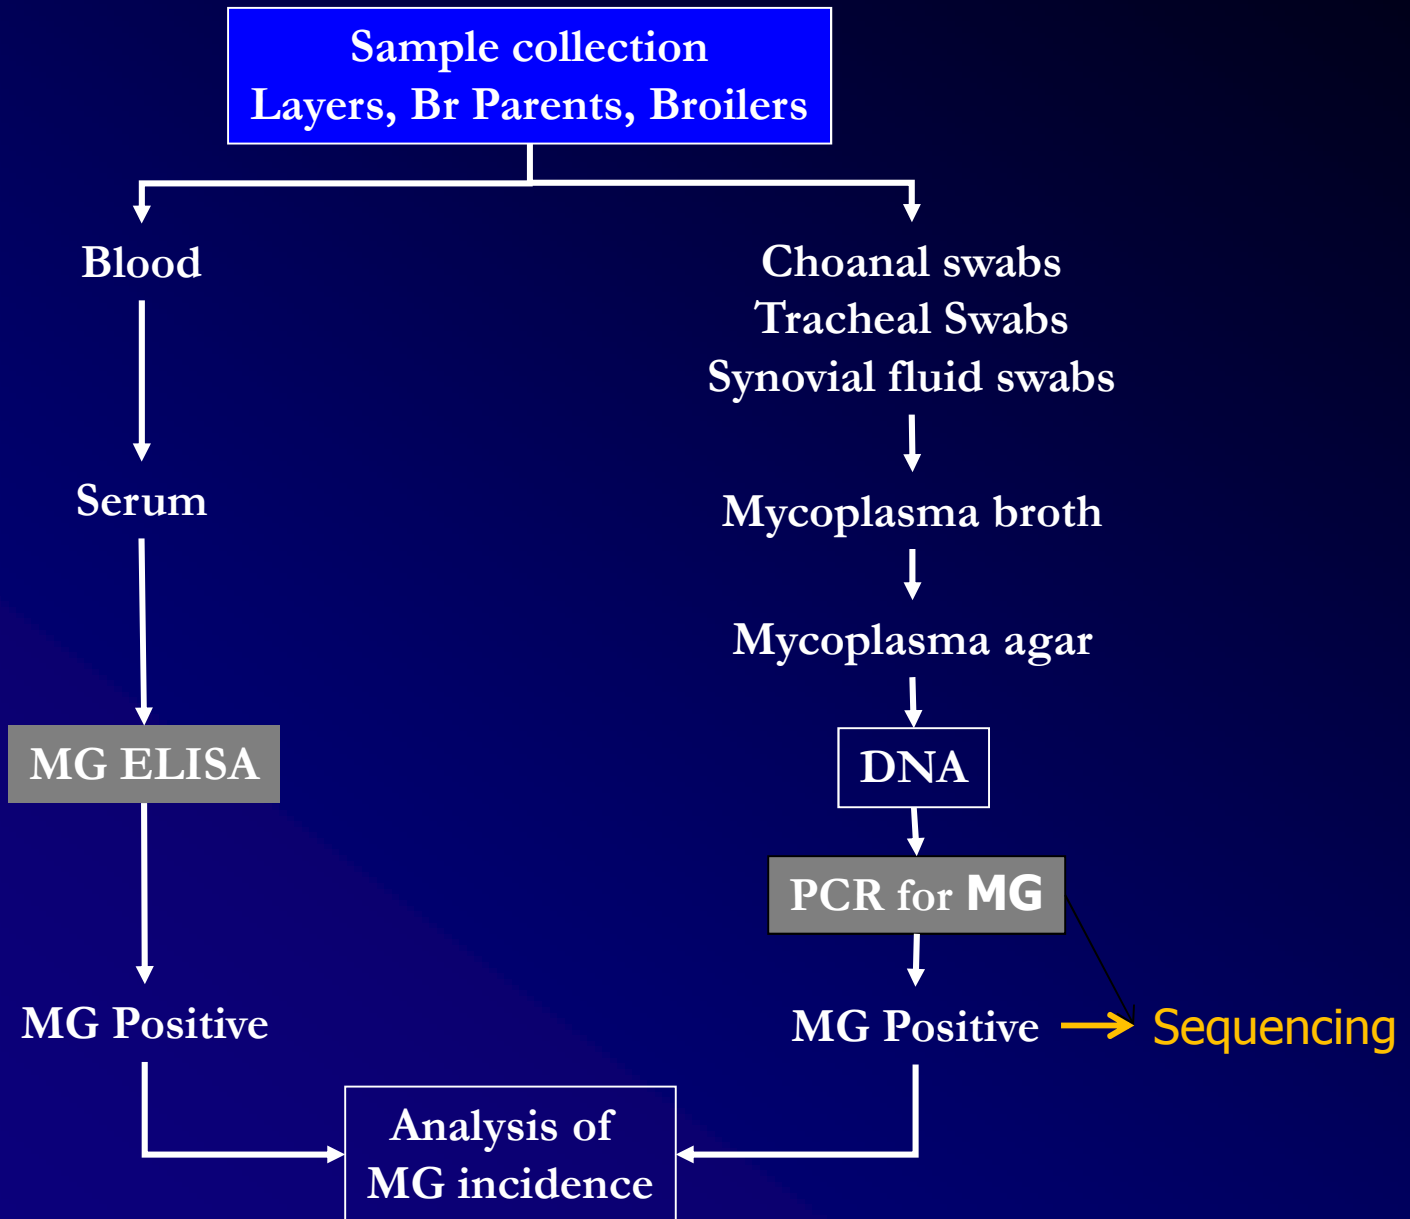 Sample collection
Layers, Br Parents, Broilers
Blood
Serum
MG ELISA
MG Positive
Choanal swabs
Tracheal Swabs
Synovial fluid swabs
Mycoplasma broth
Mycoplasma agar
DNA
PCR for MG
MG Positive
Sequencing
Analysis of
MG incidence